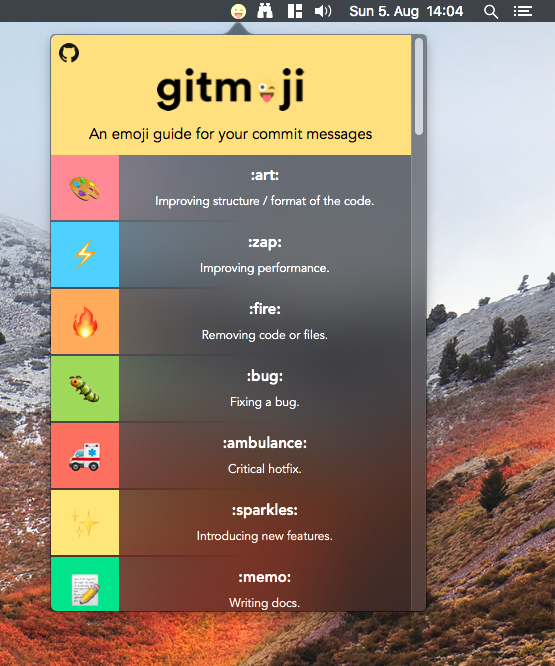 Sun 5. Aug 14:04
gitm😜ji
An emoji guide for your commit messages
:art:
Improving structure / format of the code.
:zap:
Improving performance.
:fire:
Removing code or files.
:bug:
Fixing a bug.
:ambulance:
Critical hotfix.
:sparkles:
Introducing new features.
:memo:
Writing docs.